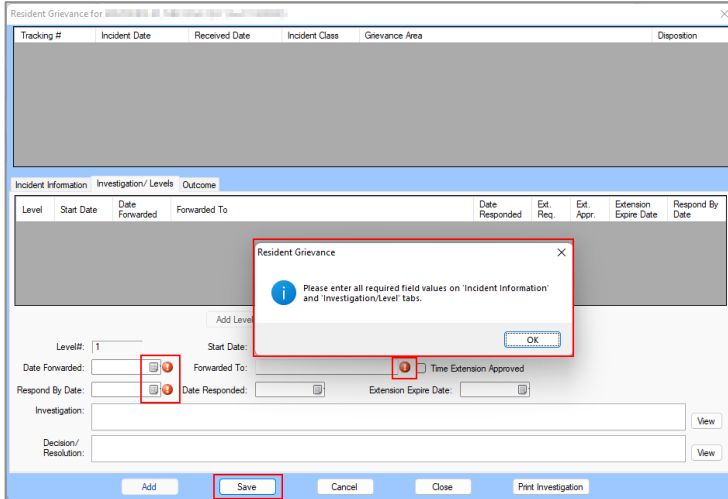 Resident Grievance for
Tracking # Incident Date Received Date Incident Class Grievance Area Disposition
Incident Information Investigation/ Levels Outcome
Level Start Date Date Forwarded Forwarded To Date Responded Ext. Req. Ext. Appr. Extension Expire Date Respond By Date
Resident Grievance
Please enter all required field values on 'Incident Information'
and 'Investigation/Level' tabs.
OK
Add Level
Level#: 1 Start Date:
Date Forwarded: Forwarded To: Time Extension Approved
Respond By Date: Date Responded: Extension Expire Date:
Investigation:
View
Decision/
Resolution:
View
Add Save Cancel Close Print Investigation